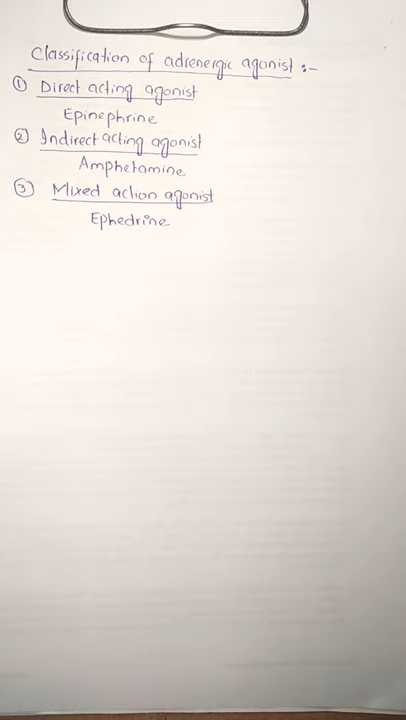 Classification of adrenergic agonist :-
① Direct acting agonist
Epinephrine
② Indirect acting agonist
Amphetamine
③ Mixed action agonist
Ephedrine